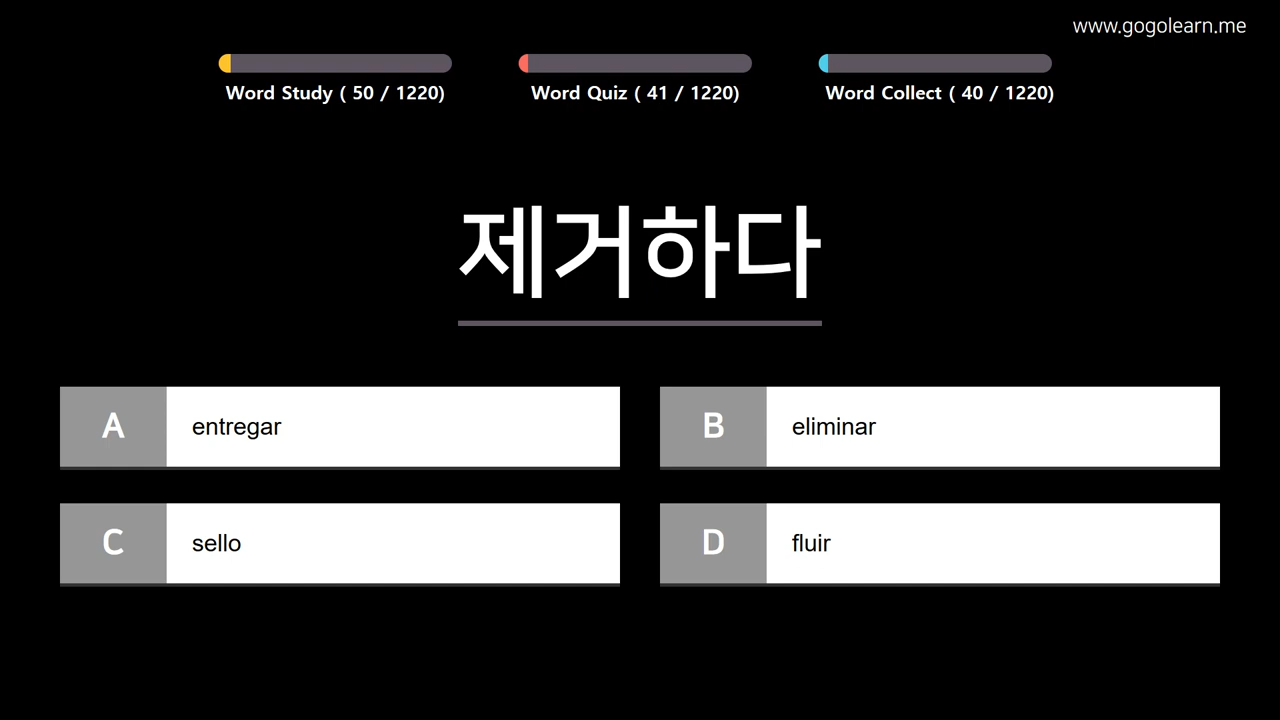 www.gogolearn.me
Word Study ( 50 / 1220)
Word Quiz ( 41 / 1220)
Word Collect ( 40 / 1220)
제거하다
A entregar
B eliminar
C sello
D fluir